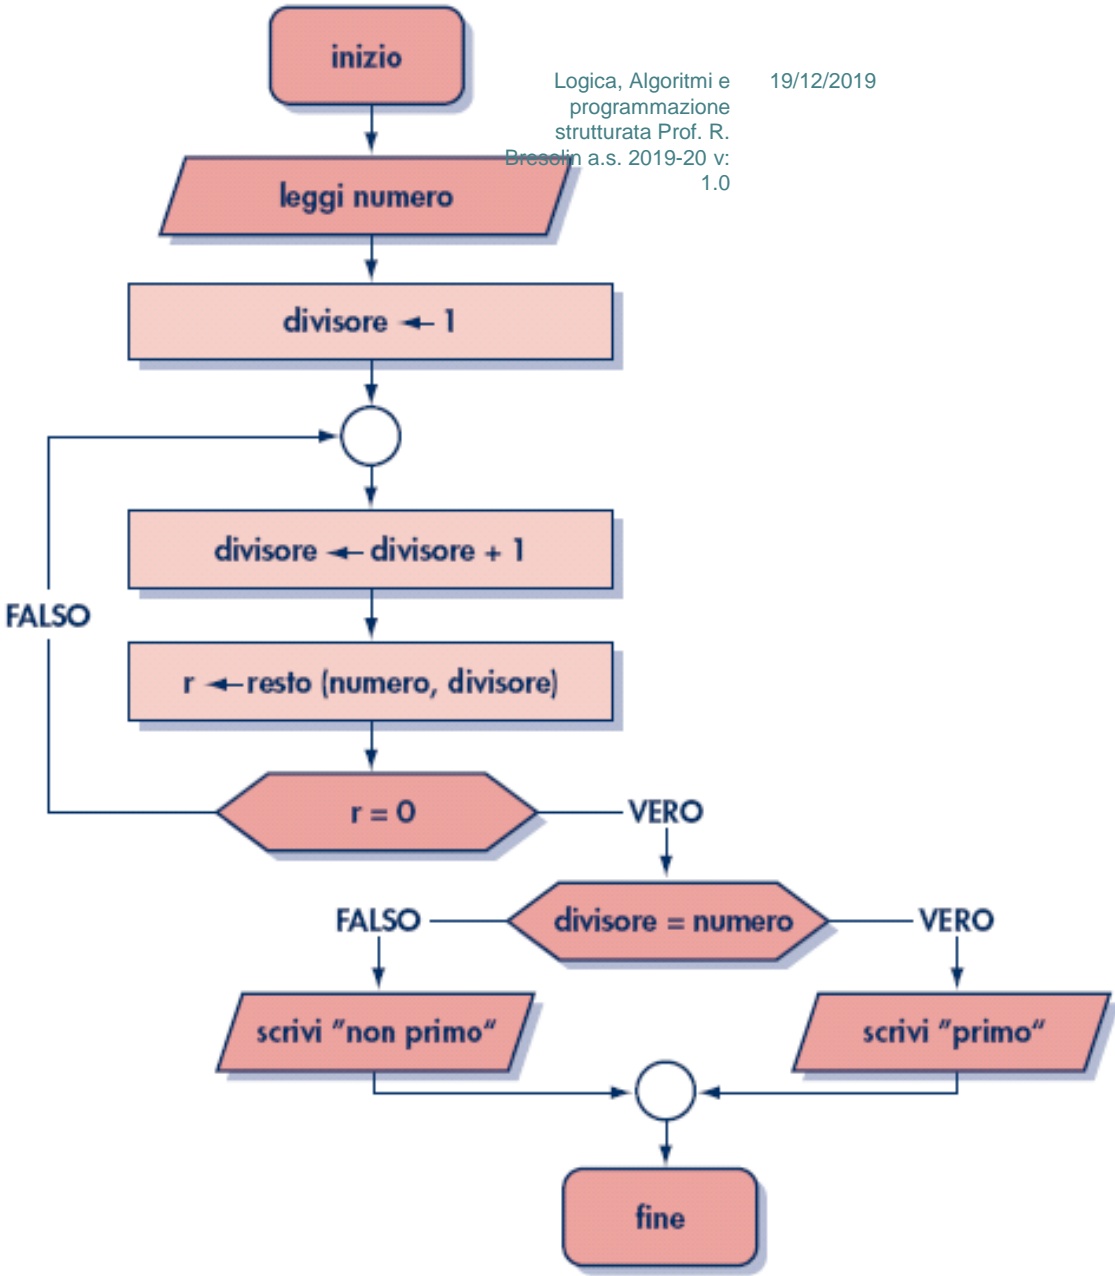 inizio
Logica, Algoritmi e
programmazione
strutturata Prof. R.
Bresolin a.s. 2019-20 v:
1.0
19/12/2019
leggi numero
divisore ← 1
divisore ← divisore + 1
FALSO
r ← resto (numero, divisore)
r = 0
VERO
FALSO
divisore = numero
VERO
scrivi ”non primo“
scrivi ”primo“
fine